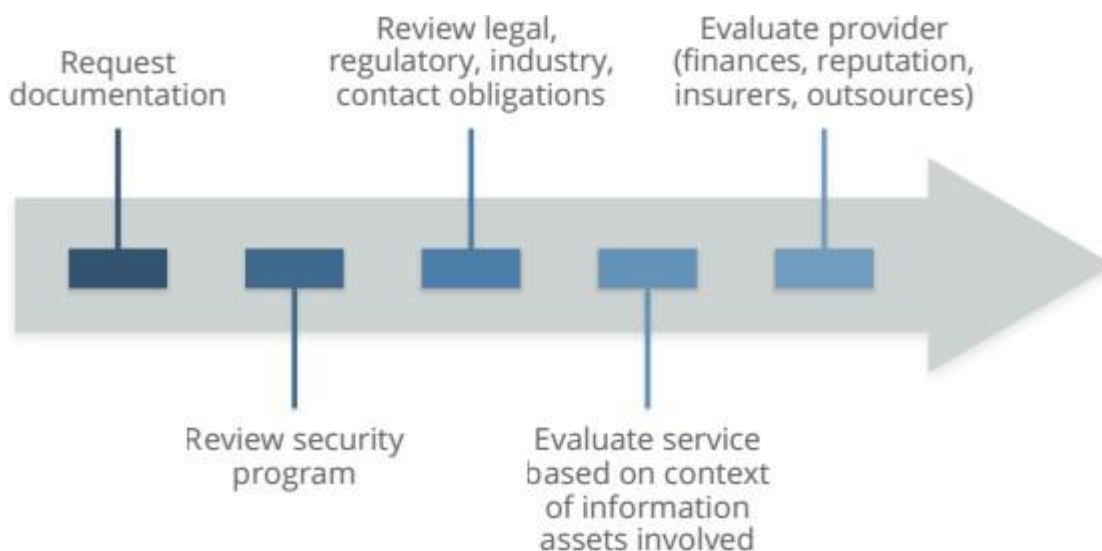 Request
documentation
Review security
program
Review legal,
regulatory, industry,
contact obligations
Evaluate service
based on context
of information
assets involved
Evaluate provider
(finances, reputation,
insurers, outsources)